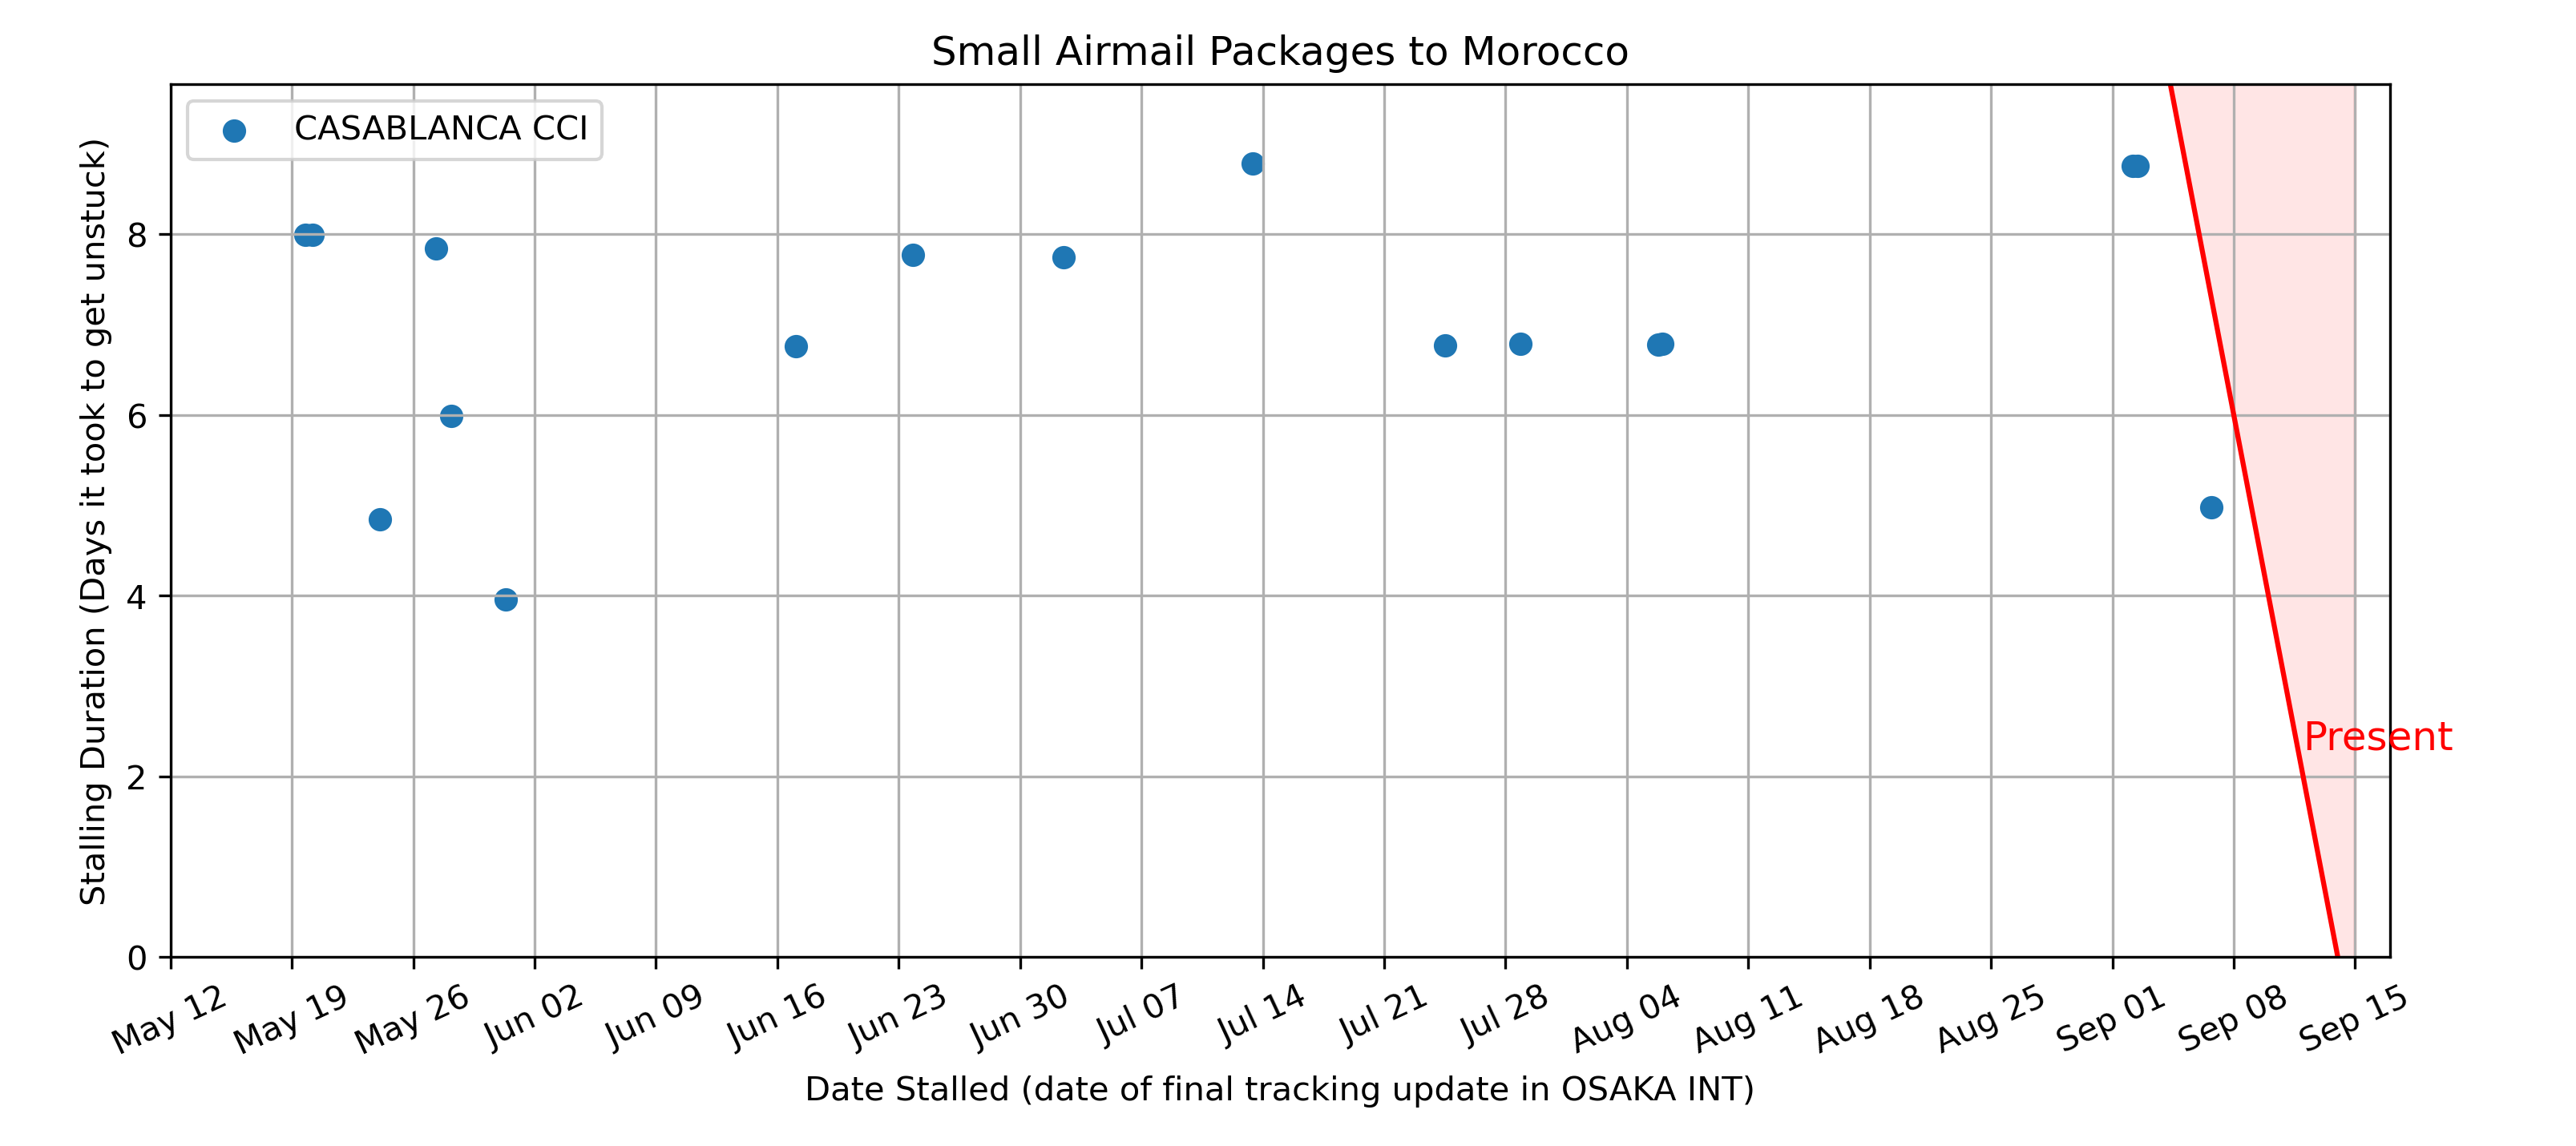 Small Airmail Packages to Morocco
CASABLANCA CCI
Stalling Duration (Days it took to get unstuck)
8
6
4
2
0
Present
May 12
May 19
May 26
Jun 02
Jun 09
Jun 16
Jun 23
Jun 30
Jul 07
Jul 14
Jul 21
Jul 28
Aug 04
Aug 11
Aug 18
Aug 25
Sep 01
Sep 08
Sep 15
Date Stalled (date of final tracking update in OSAKA INT)